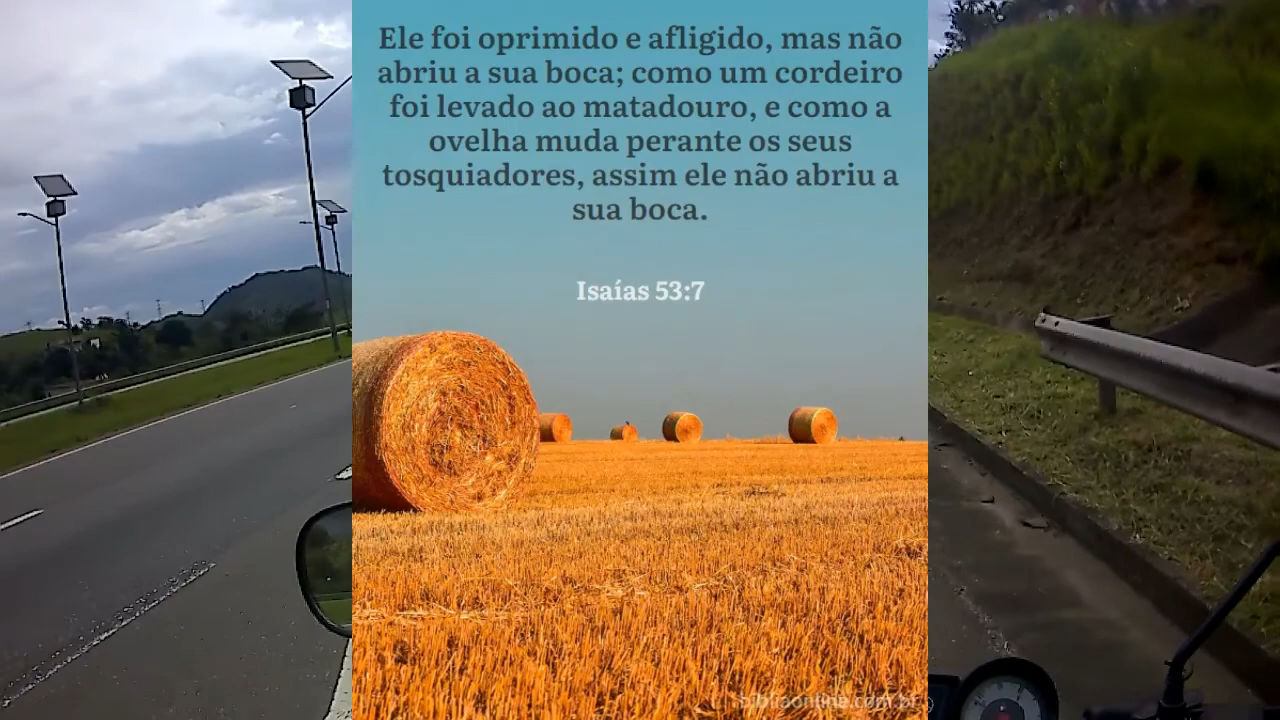 Ele foi oprimido e afligido, mas não
abriu a sua boca; como um cordeiro
foi levado ao matadouro, e como a
ovelha muda perante os seus
tosquiadores, assim ele não abriu a
sua boca.
Isaías 53:7
bibliaonline.com.br